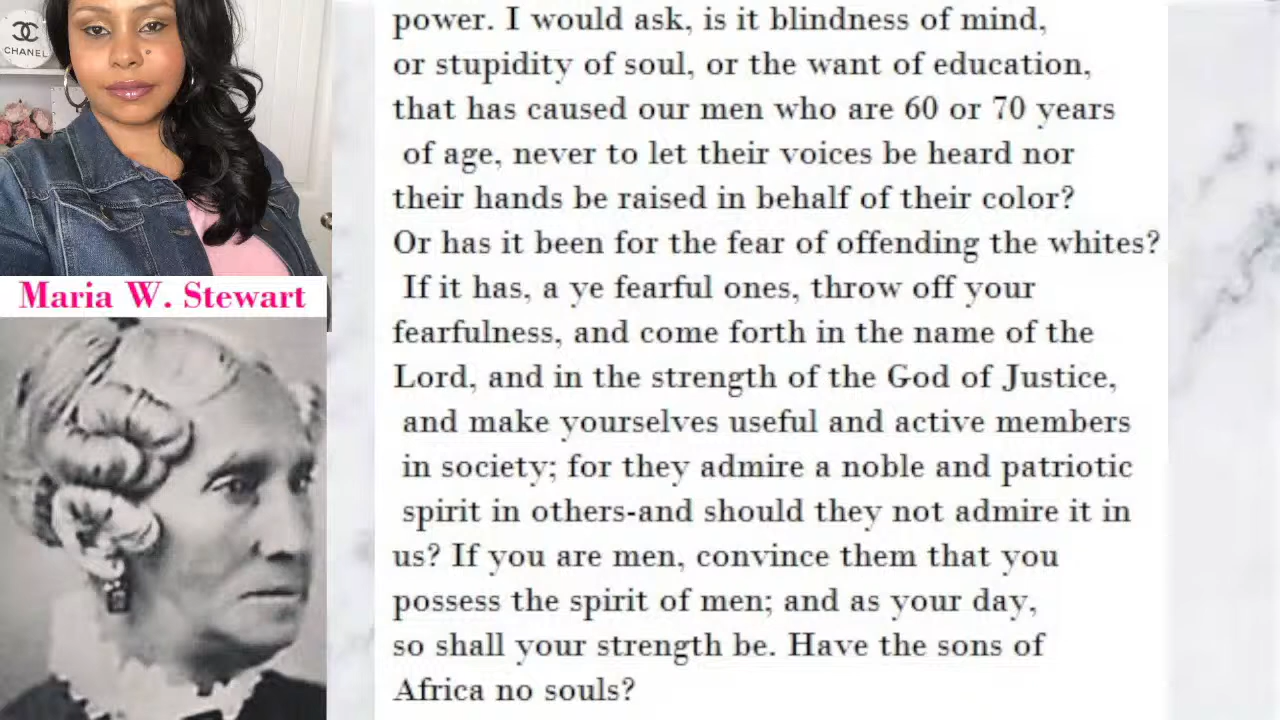 CHANEL
Maria W. Stewart
power. I would ask, is it blindness of mind,
or stupidity of soul, or the want of education,
that has caused our men who are 60 or 70 years
of age, never to let their voices be heard nor
their hands be raised in behalf of their color?
Or has it been for the fear of offending the whites?
If it has, a ye fearful ones, throw off your
fearfulness, and come forth in the name of the
Lord, and in the strength of the God of Justice,
and make yourselves useful and active members
in society; for they admire a noble and patriotic
spirit in others-and should they not admire it in
us? If you are men, convince them that you
possess the spirit of men; and as your day,
so shall your strength be. Have the sons of
Africa no souls?